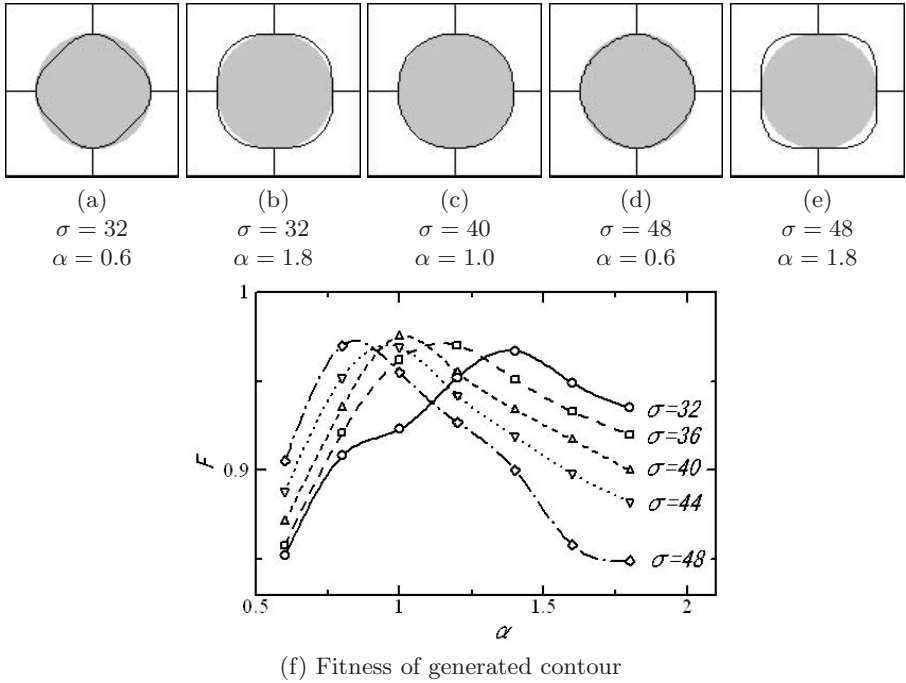 (a) (b) (c) (d) (e)
σ = 32 σ = 32 σ = 40 σ = 48 σ = 48
α = 0.6 α = 1.8 α = 1.0 α = 0.6 α = 1.8
1
0.9
F
σ=32
σ=36
σ=40
σ=44
σ=48
0.5 1 1.5 2
α
(f) Fitness of generated contour